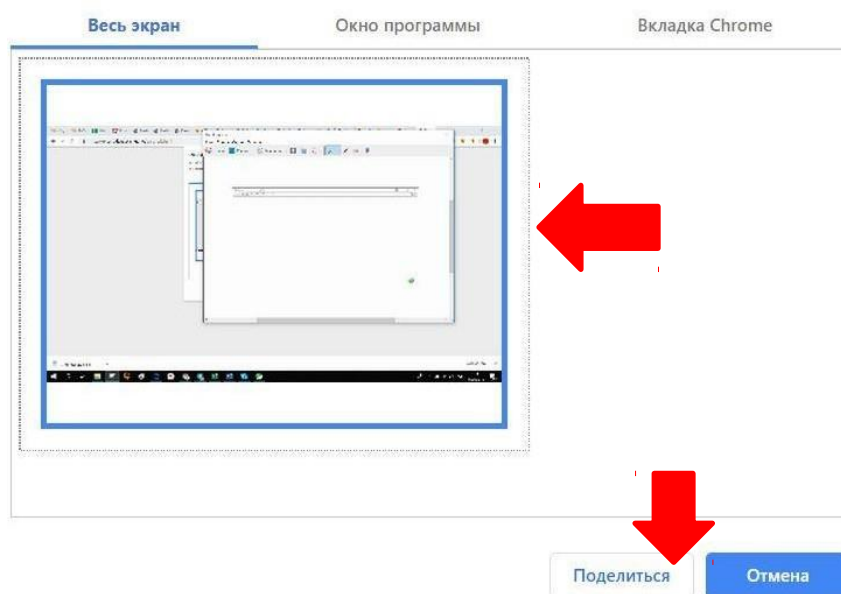 Весь экран
Окно программы
Вкладка Chrome
Поделиться
Отмена